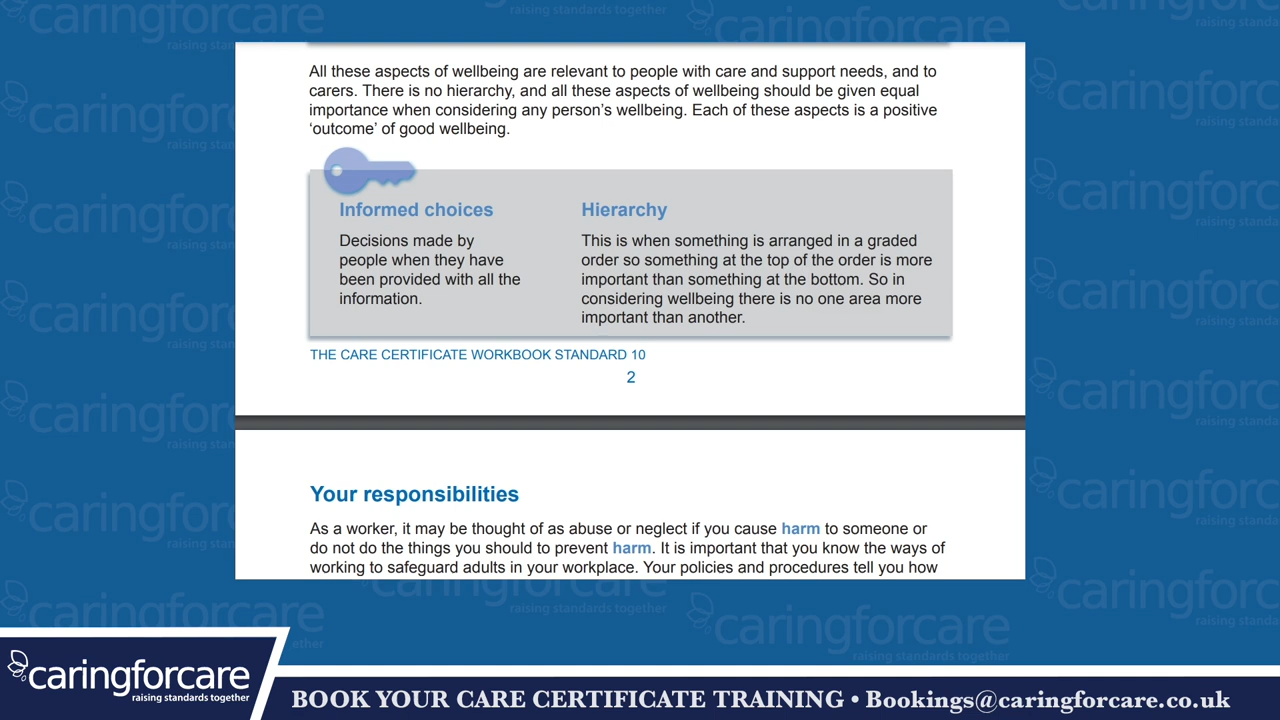 All these aspects of wellbeing are relevant to people with care and support needs, and to
carers. There is no hierarchy, and all these aspects of wellbeing should be given equal
importance when considering any person's wellbeing. Each of these aspects is a positive
‘outcome’ of good wellbeing.
Informed choices
Decisions made by
people when they have
been provided with all the
information.
Hierarchy
This is when something is arranged in a graded
order so something at the top of the order is more
important than something at the bottom. So in
considering wellbeing there is no one area more
important than another.
THE CARE CERTIFICATE WORKBOOK STANDARD 10
2
Your responsibilities
As a worker, it may be thought of as abuse or neglect if you cause harm to someone or
do not do the things you should to prevent harm. It is important that you know the ways of
working to safeguard adults in your workplace. Your policies and procedures tell you how
caringforcare
raising standards together
BOOK YOUR CARE CERTIFICATE TRAINING • Bookings@caringforcare.co.uk